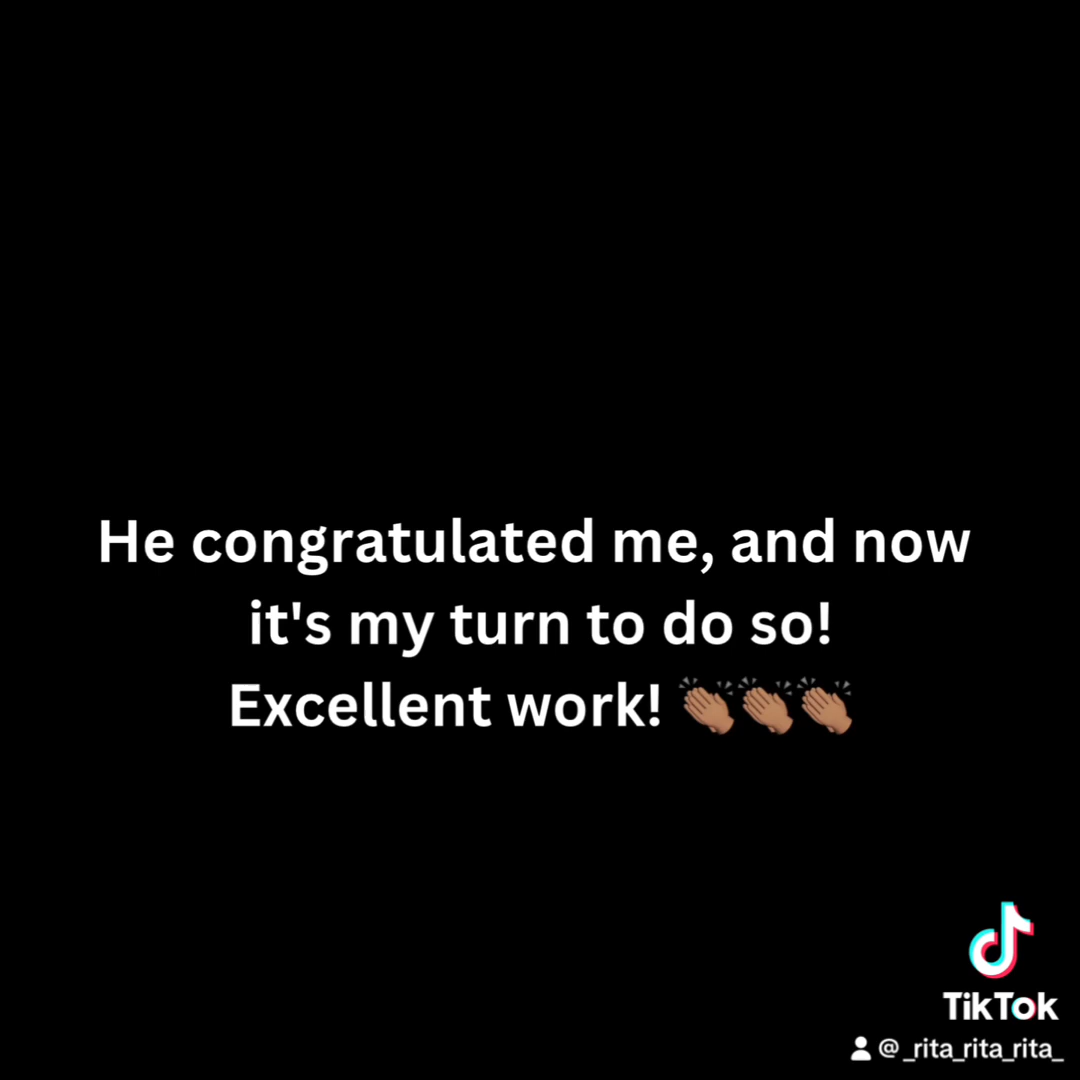 He congratulated me, and now
it's my turn to do so!
Excellent work! 👏🏽👏🏽👏🏽
TikTok
@_rita_rita_rita_